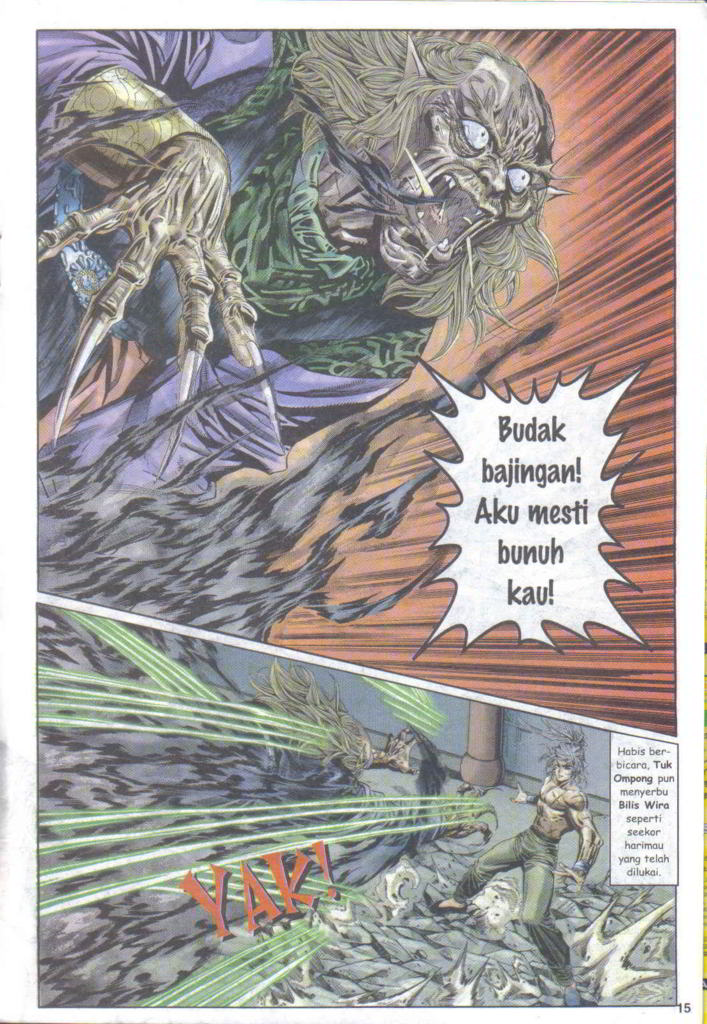 Budak
bajingan!
Aku mesti
bunuh
kau!
Habis ber-
bicara, Tuk
Ompong pun
menyerbu
Bilis Wira
seperti
seekor
harimau
yang telah
dilukai.
YAK!
15